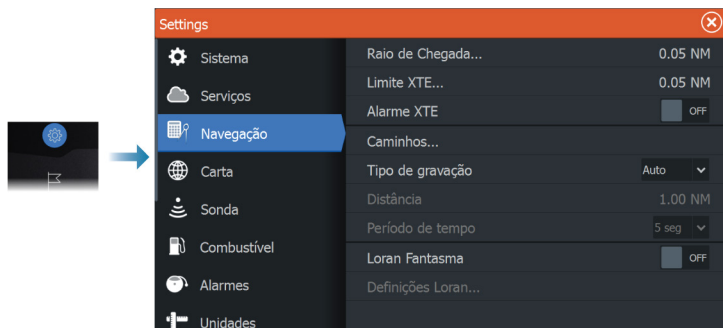 Settings
Sistema
Serviços
Navegação
Carta
Sonda
Combustível
Alarmes
Unidades
Raio de Chegada... 0.05 NM
Limite XTE... 0.05 NM
Alarme XTE OFF
Caminhos...
Tipo de gravação Auto
Distância 1.00 NM
Período de tempo 5 seg
Loran Fantasma OFF
Definições Loran...